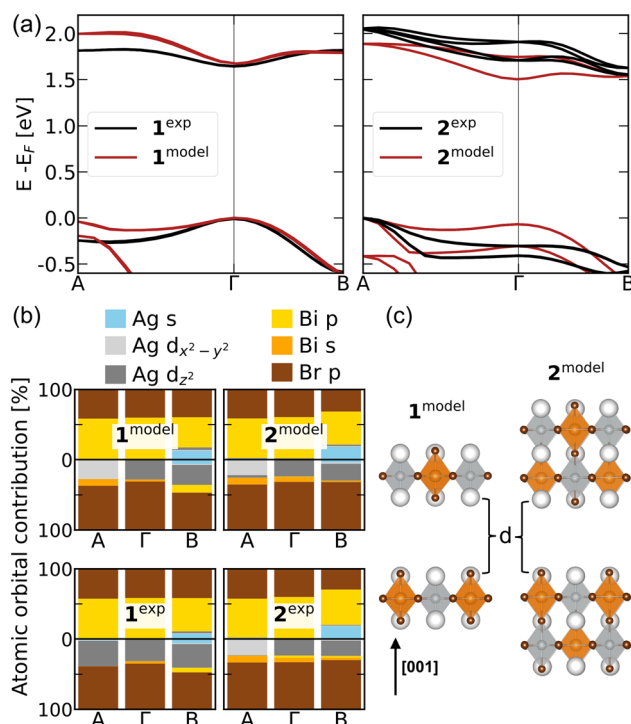 (a)
E -E_F [eV]
2.0
1.5
1.0
0.5
0.0
-0.5
1^exp
1^model
2^exp
2^model
A Γ B A Γ B
(b)
Ag s
Ag d_{x²−y²}
Ag d_{z²}
Bi p
Bi s
Br p
(c)
Atomic orbital contribution [%]
100
0
100
1^model
2^model
A Γ B A Γ B
100
0
100
1^exp
2^exp
A Γ B A Γ B
1^model
2^model
d
[001]